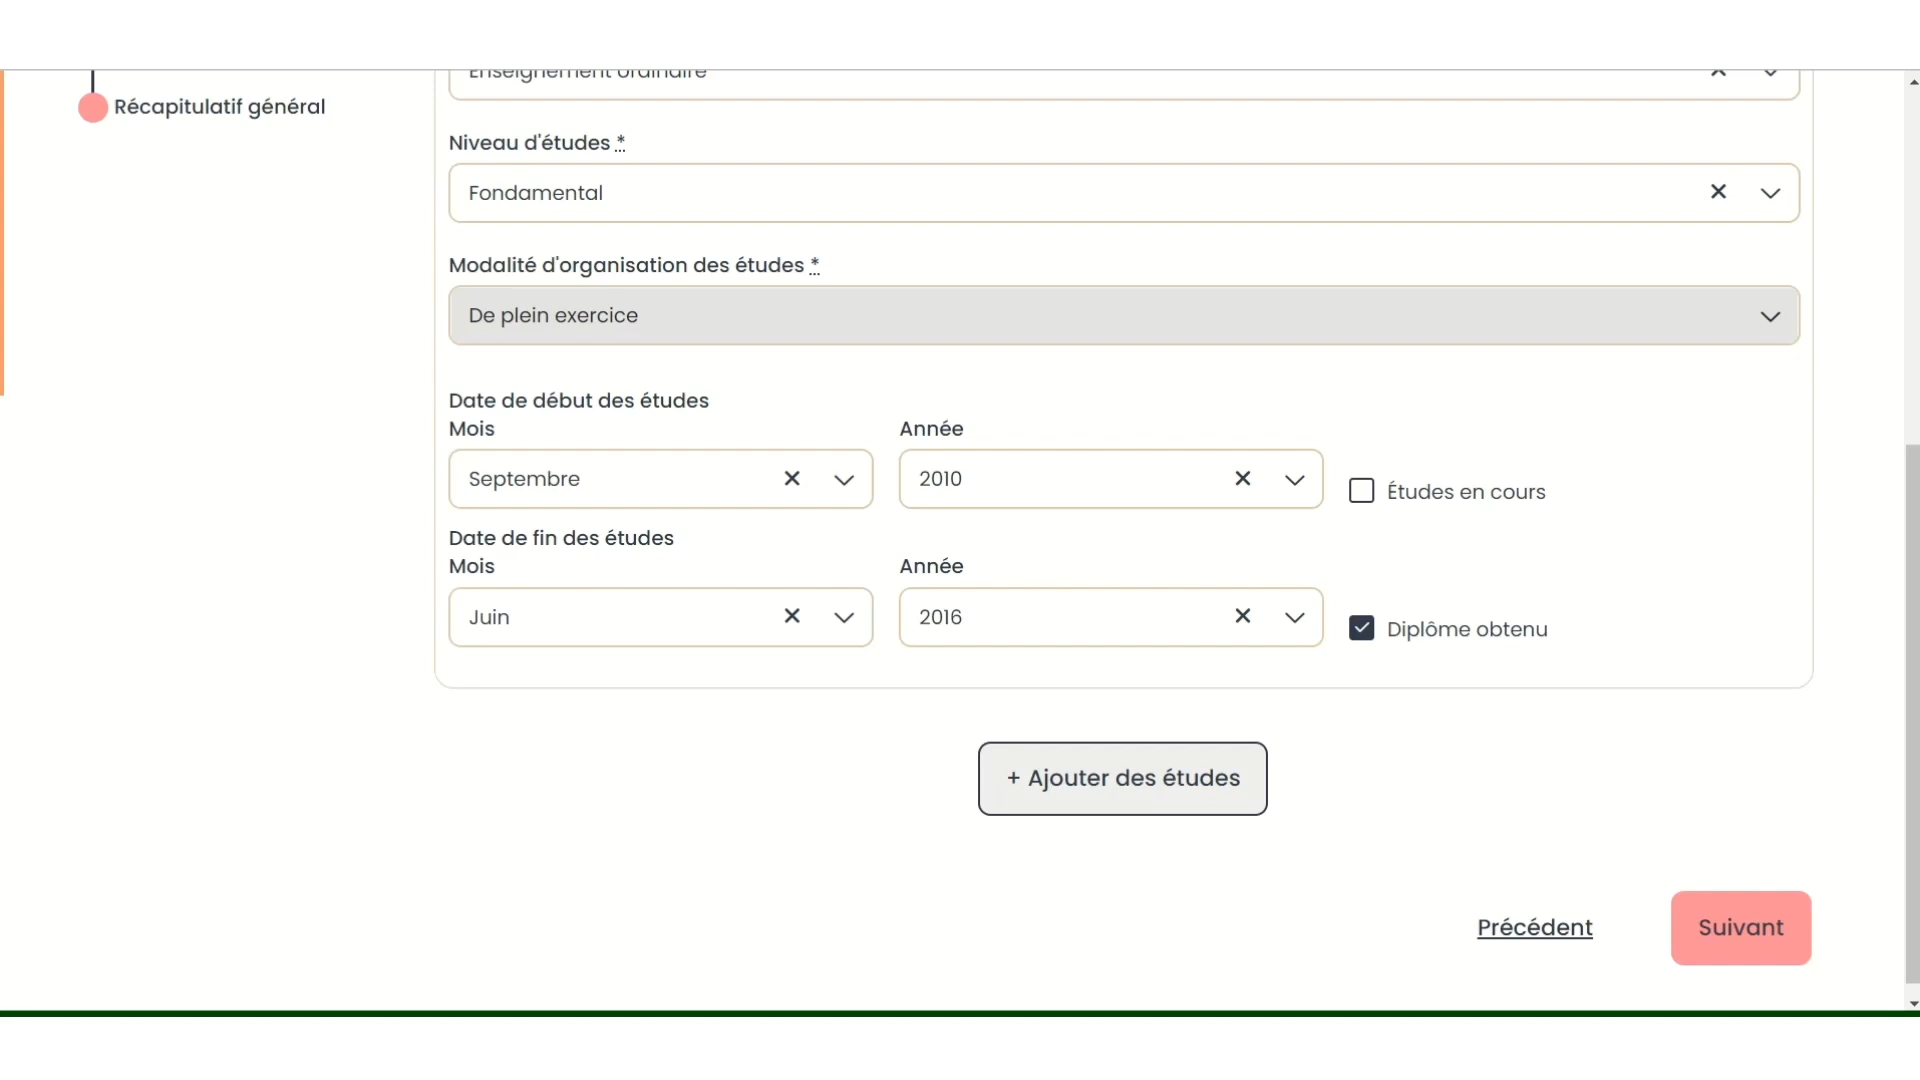 Enseignement ordinaire
Récapitulatif général
Niveau d'études *
Fondamental
Modalité d'organisation des études *
De plein exercice
Date de début des études
Mois
Année
Septembre
2010
Études en cours
Date de fin des études
Mois
Année
Juin
2016
Diplôme obtenu
+ Ajouter des études
Précédent
Suivant